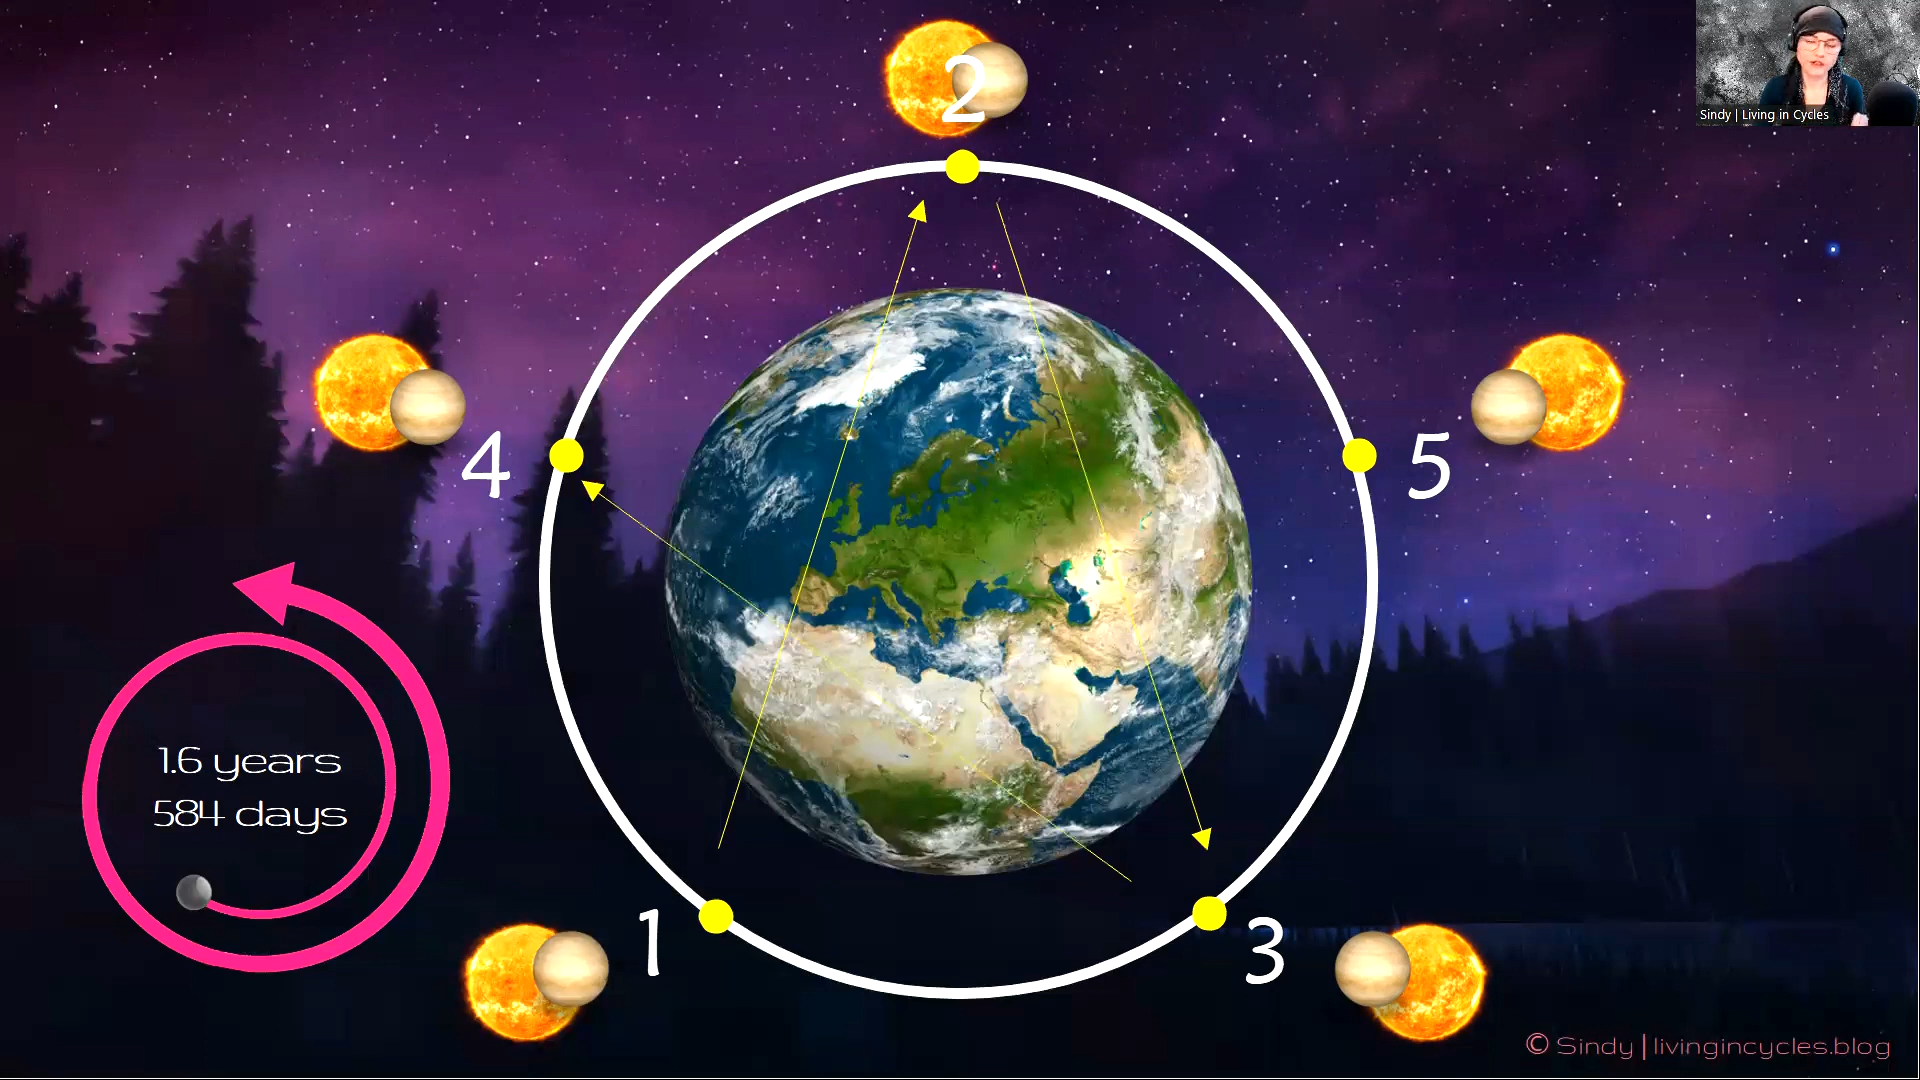 2
Sindy | Living in Cycles
4
5
1.6 years
584 days
1
3
© Sindy | livingincycles.blog